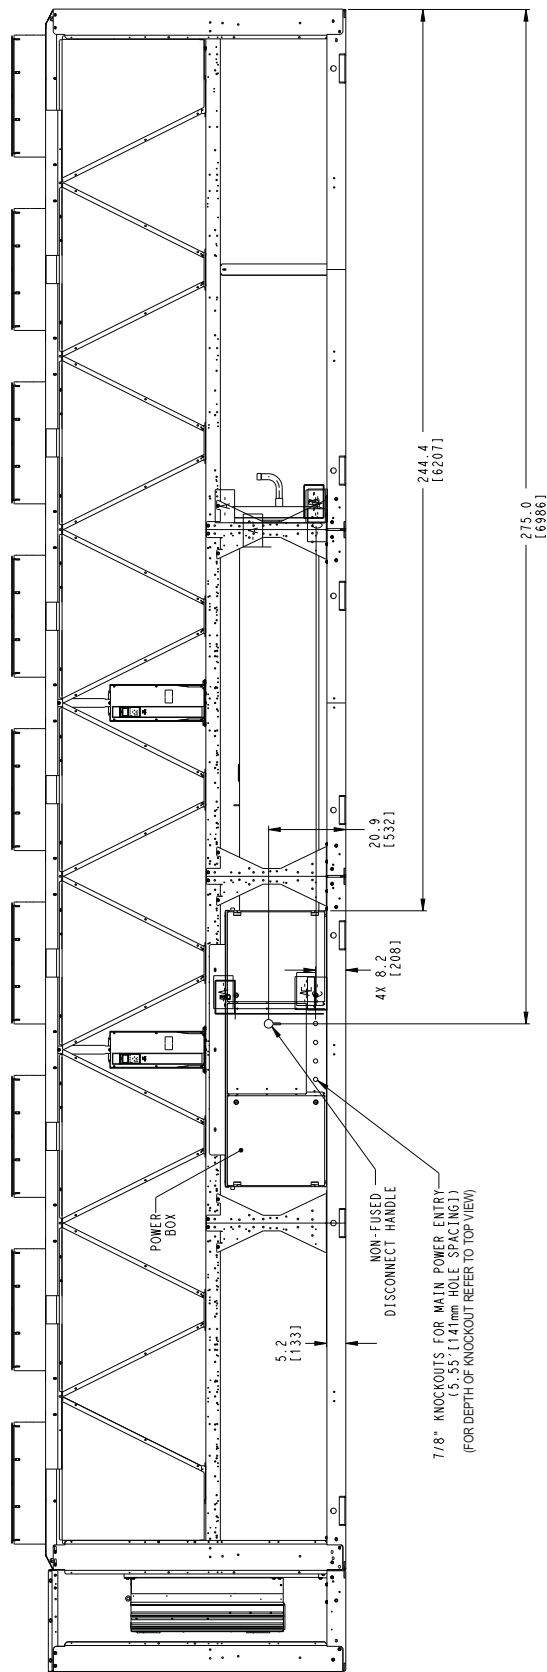 244.4
[6207]
275.0
[6986]
20.9
[532]
4X 8.2
[208]
POWER
BOX
NON-FUSED
DISCONNECT HANDLE
5.2
[133]
7/8" KNOCKOUTS FOR MAIN POWER ENTRY
(5.55'[141mm HOLE SPACING])
(FOR DEPTH OF KNOCKOUT REFER TO TOP VIEW)